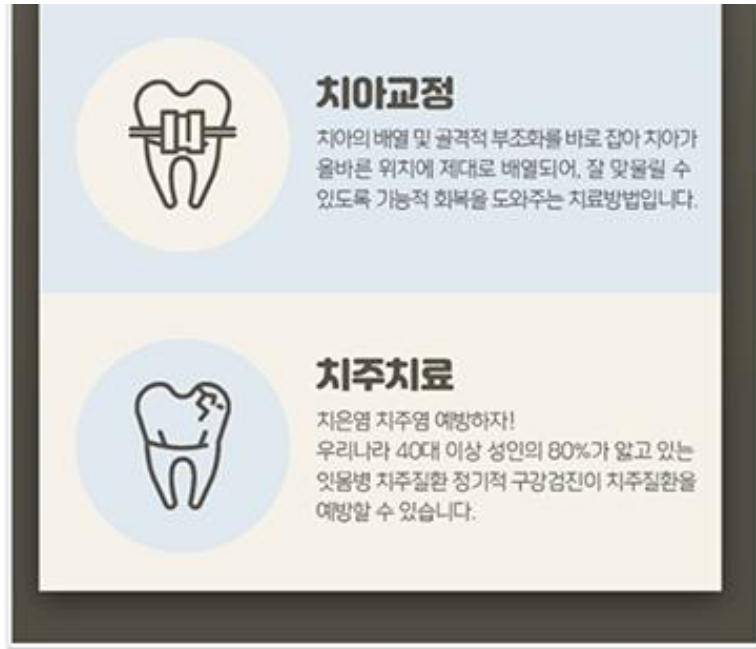 치아교정
치아의 배열 및 골격적 부조화를 바로 잡아 치아가
올바른 위치에 제대로 배열되어, 잘 맞물릴 수
있도록 기능적 회복을 도와주는 치료방법입니다.
치주치료
치은염 치주염 예방하자!
우리나라 40대 이상 성인의 80%가 앓고 있는
잇몸병 치주질환 정기적 구강검진이 치주질환을
예방할 수 있습니다.